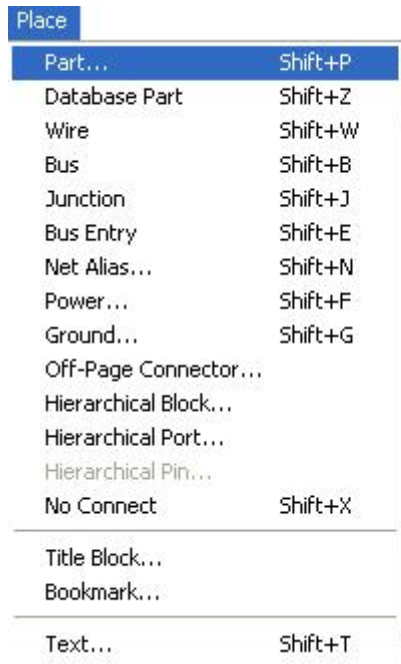 Place
Part... Shift+P
Database Part Shift+Z
Wire Shift+W
Bus Shift+B
Junction Shift+J
Bus Entry Shift+E
Net Alias... Shift+N
Power... Shift+F
Ground... Shift+G
Off-Page Connector...
Hierarchical Block...
Hierarchical Port...
Hierarchical Pin...
No Connect Shift+X
Title Block...
Bookmark...
Text... Shift+T